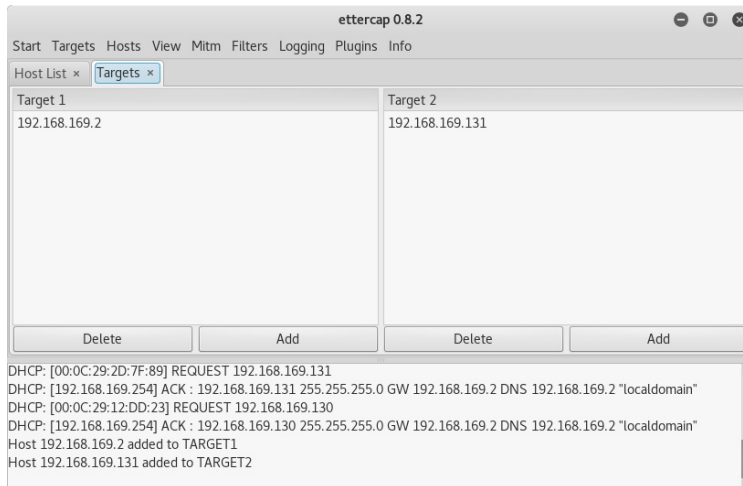 ettercap 0.8.2
Start Targets Hosts View Mitm Filters Logging Plugins Info
Host List × Targets ×
Target 1 Target 2
192.168.169.2 192.168.169.131
Delete Add Delete Add
DHCP: [00:0C:29:2D:7F:89] REQUEST 192.168.169.131
DHCP: [192.168.169.254] ACK : 192.168.169.131 255.255.255.0 GW 192.168.169.2 DNS 192.168.169.2 "localdomain"
DHCP: [00:0C:29:12:DD:23] REQUEST 192.168.169.130
DHCP: [192.168.169.254] ACK : 192.168.169.130 255.255.255.0 GW 192.168.169.2 DNS 192.168.169.2 "localdomain"
Host 192.168.169.2 added to TARGET1
Host 192.168.169.131 added to TARGET2